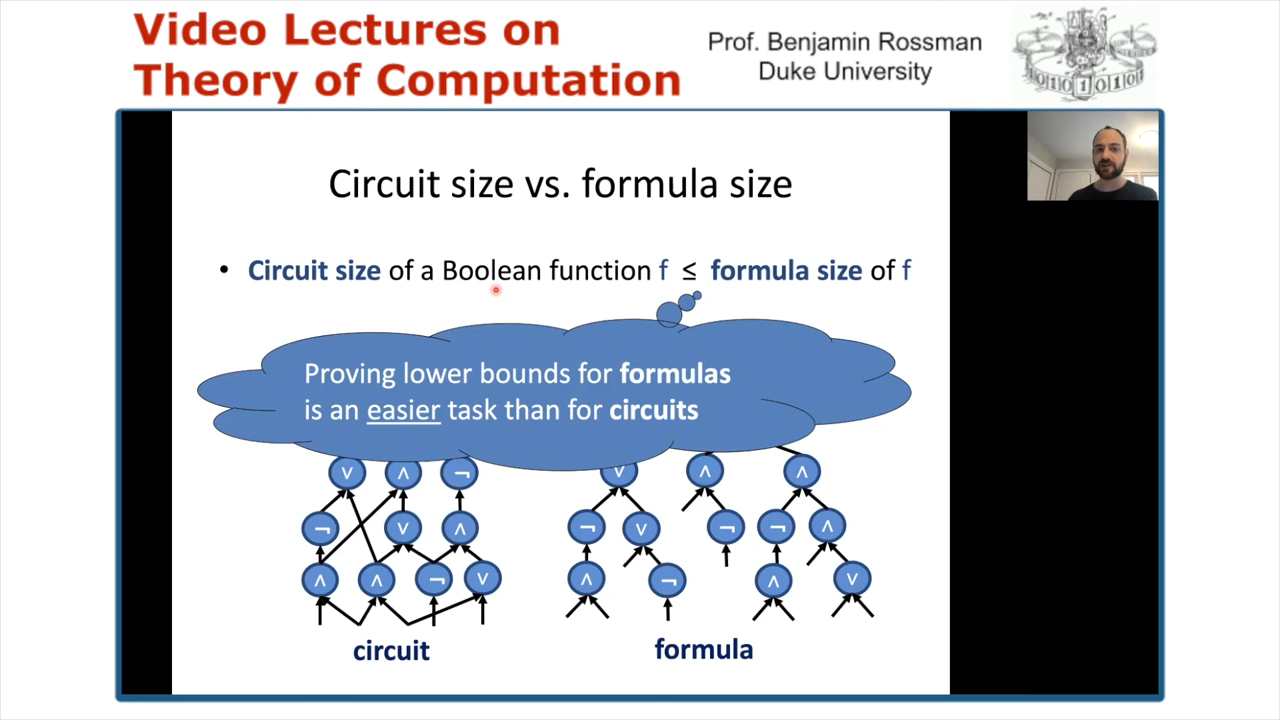 Video Lectures on
Theory of Computation
Prof. Benjamin Rossman
Duke University
Circuit size vs. formula size
• Circuit size of a Boolean function f ≤ formula size of f
Proving lower bounds for formulas
is an easier task than for circuits
∨ ∧ ¬ ∨ ∧ ∧
¬ ∨ ∧ ¬ ∨ ¬ ¬ ∧
∧ ∧ ¬ ∨ ∧ ¬ ∧ ∨
circuit formula